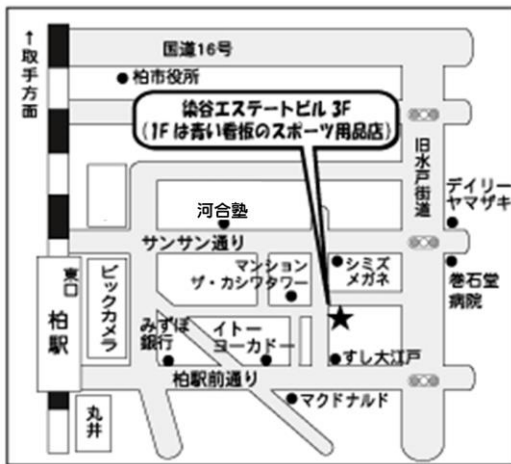 ↑取手方面
国道16号
柏市役所
染谷エステートビル 3F
(1Fは青い看板のスポーツ用品店)
旧水戸街道
デイリー
ヤマザキ
河合塾
サンサン通り
シミズ
メガネ
巻石堂
病院
マンション
ザ・カシワタワー
東口
柏駅
ビックカメラ
みずほ
銀行
イトー
ヨーカドー
すし大江戸
柏駅前通り
マクドナルド
丸井